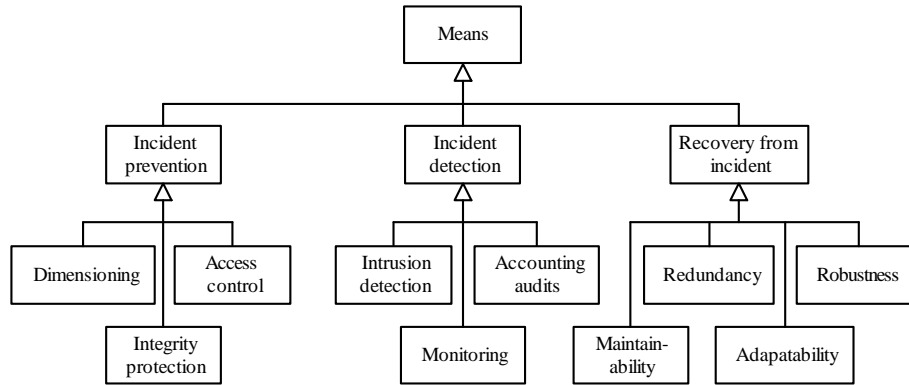 Means
Incident
prevention
Incident
detection
Recovery from
incident
Dimensioning
Access
control
Intrusion
detection
Accounting
audits
Redundancy
Robustness
Integrity
protection
Monitoring
Maintain-
ability
Adapatability